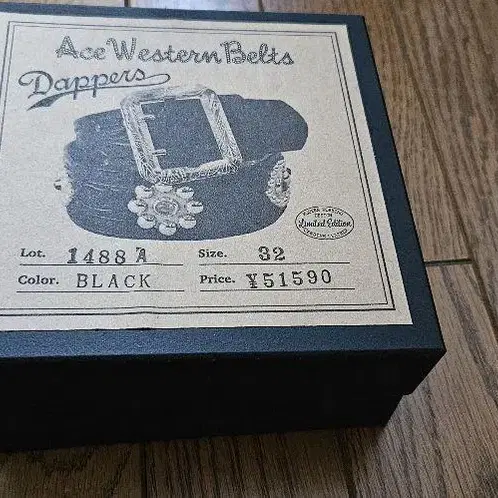 Ace Western Belts
Dappers
Limited Edition
Lot. 1488 A Size. 32
Color. BLACK Price. ¥51590